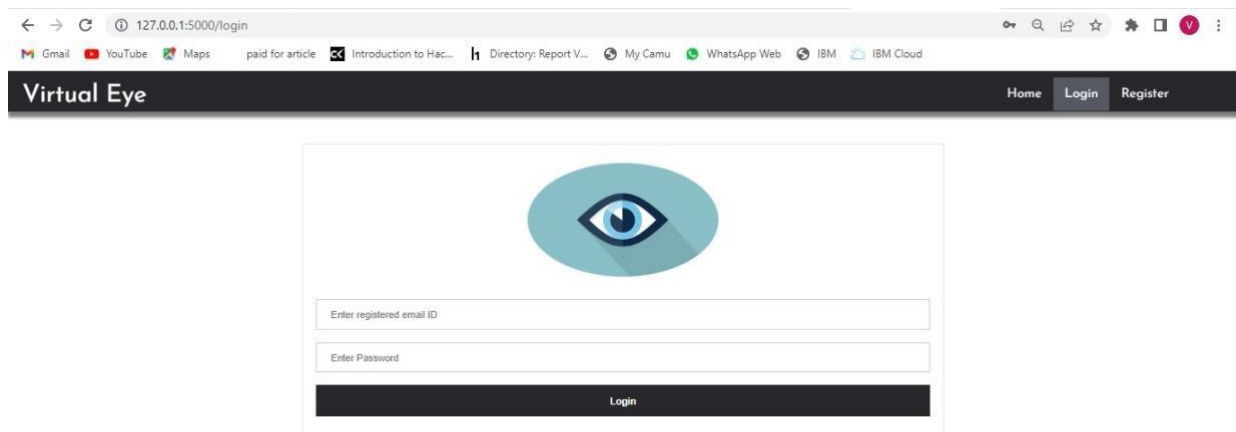 127.0.0.1:5000/login
V
Gmail YouTube Maps paid for article Introduction to Hac... Directory: Report V... My Camu WhatsApp Web IBM IBM Cloud
Virtual Eye Home Login Register
Enter registered email ID
Enter Password
Login